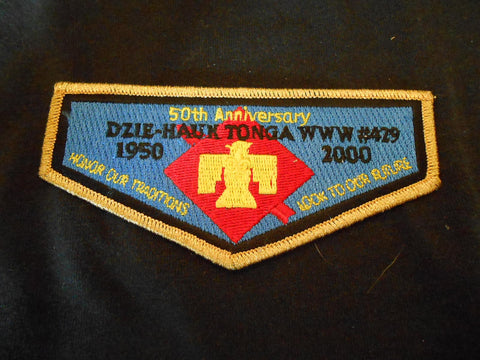 50th Anniversary
DZIE-HAUK TONGA WWW #429
1950 2000
HONOR OUR TRADITIONS
LOOK TO OUR FUTURE